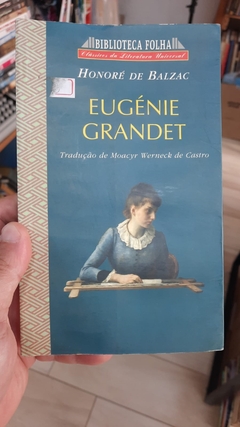 BIBLIOTECA FOLHA
Clássicos da Literatura Universal
HONORÉ DE BALZAC
EUGÉNIE
GRANDET
Tradução de Moacyr Werneck de Castro